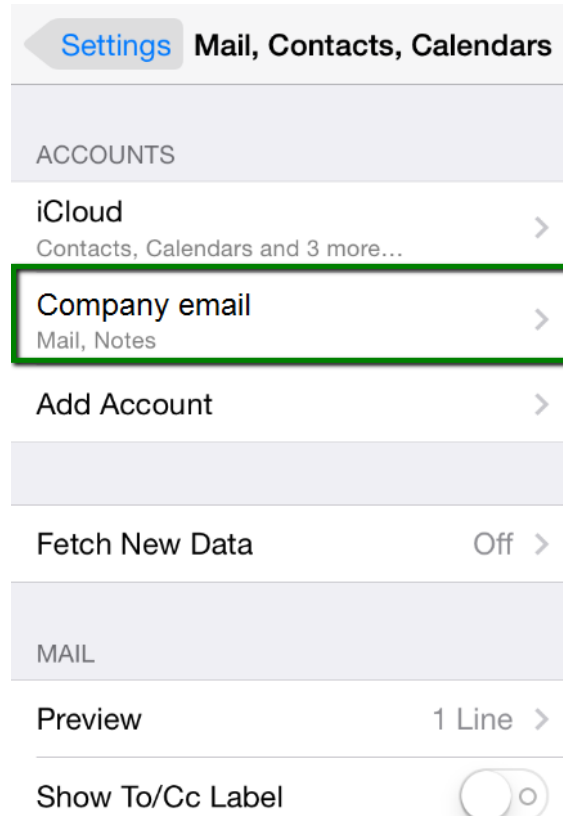 Settings Mail, Contacts, Calendars
ACCOUNTS
iCloud
Contacts, Calendars and 3 more...
Company email
Mail, Notes
Add Account
Fetch New Data Off
MAIL
Preview 1 Line
Show To/Cc Label